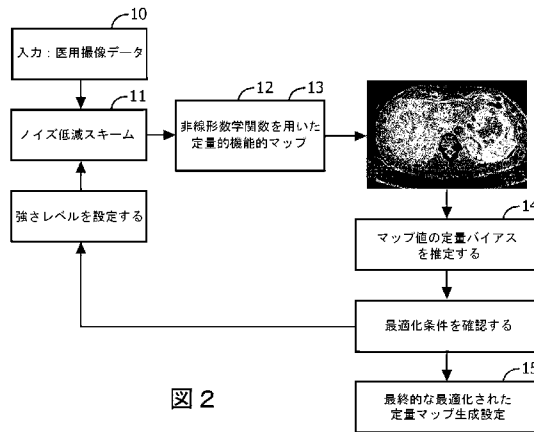 10
入力：医用撮像データ
11
ノイズ低減スキーム
12
13
非線形数学関数を用いた
定量的機能的マップ
強さレベルを設定する
14
マップ値の定量バイアス
を推定する
最適化条件を確認する
15
最終的な最適化された
定量マップ生成設定
図２